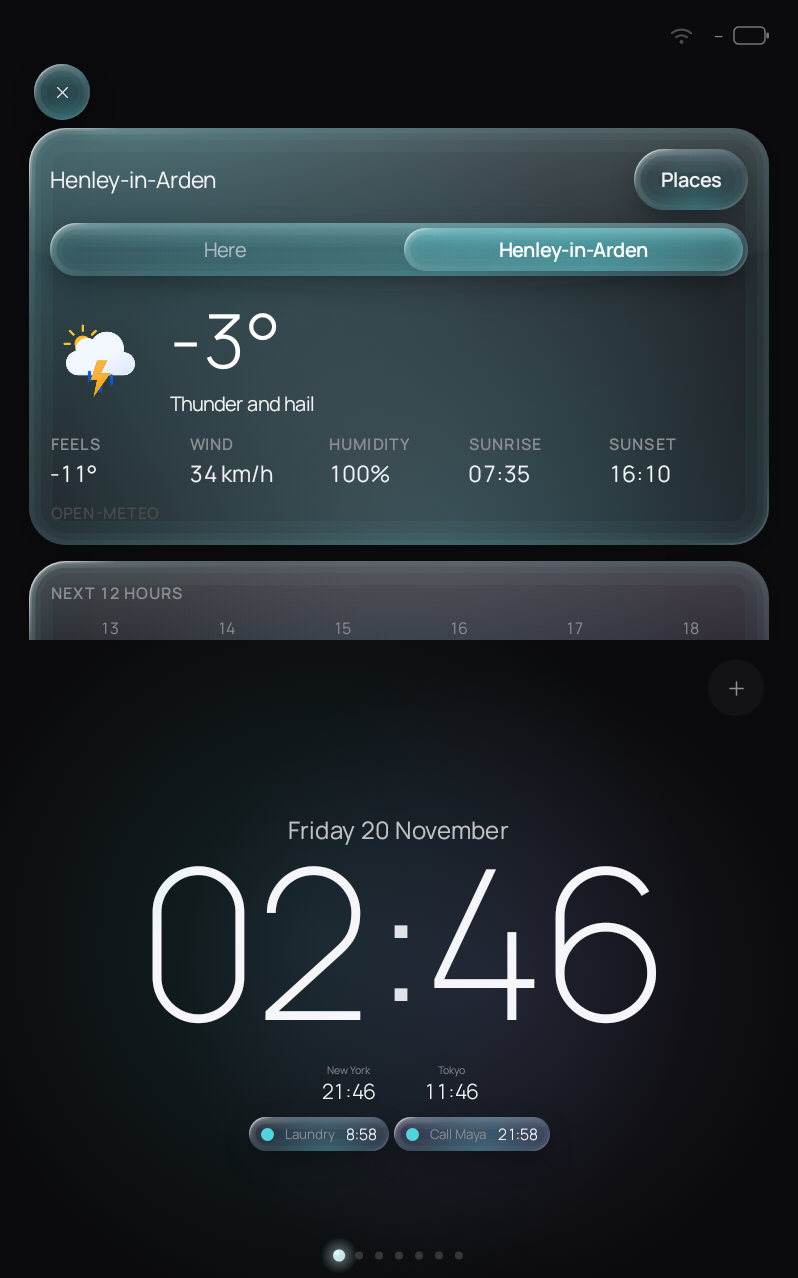 –
Henley-in-Arden
Places
Here
Henley-in-Arden
-3°
Thunder and hail
FEELS WIND HUMIDITY SUNRISE SUNSET
-11° 34 km/h 100% 07:35 16:10
OPEN-METEO
NEXT 12 HOURS
13 14 15 16 17 18
+
Friday 20 November
02:46
New York Tokyo
21:46 11:46
Laundry 8:58 Call Maya 21:58